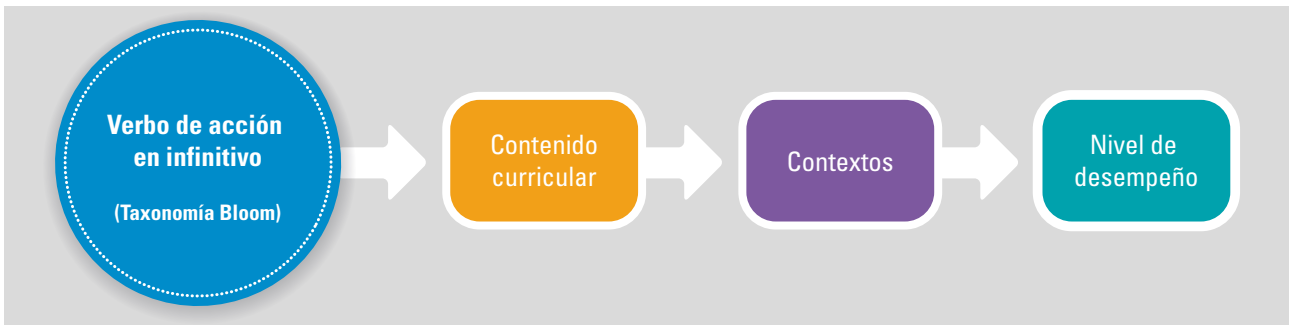 Verbo de acción
en infinitivo
(Taxonomía Bloom)
Contenido
curricular
Contextos
Nivel de
desempeño